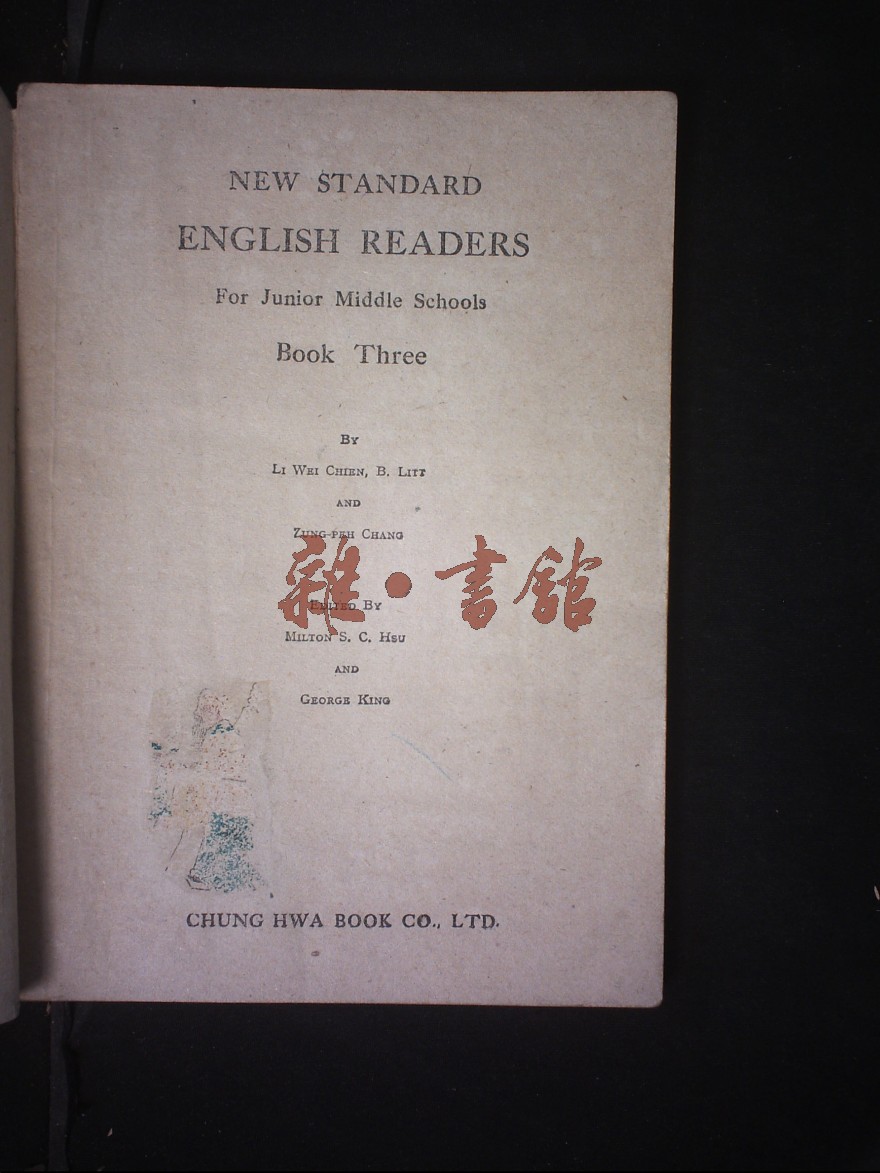 NEW STANDARD
ENGLISH READERS
For Junior Middle Schools
Book Three
BY
LI WEI CHIEN, B. LITT
AND
ZUNG-PEH CHANG
雜·書館
EDITED BY
MILTON S. C. HSU
AND
GEORGE KING
CHUNG HWA BOOK CO., LTD.